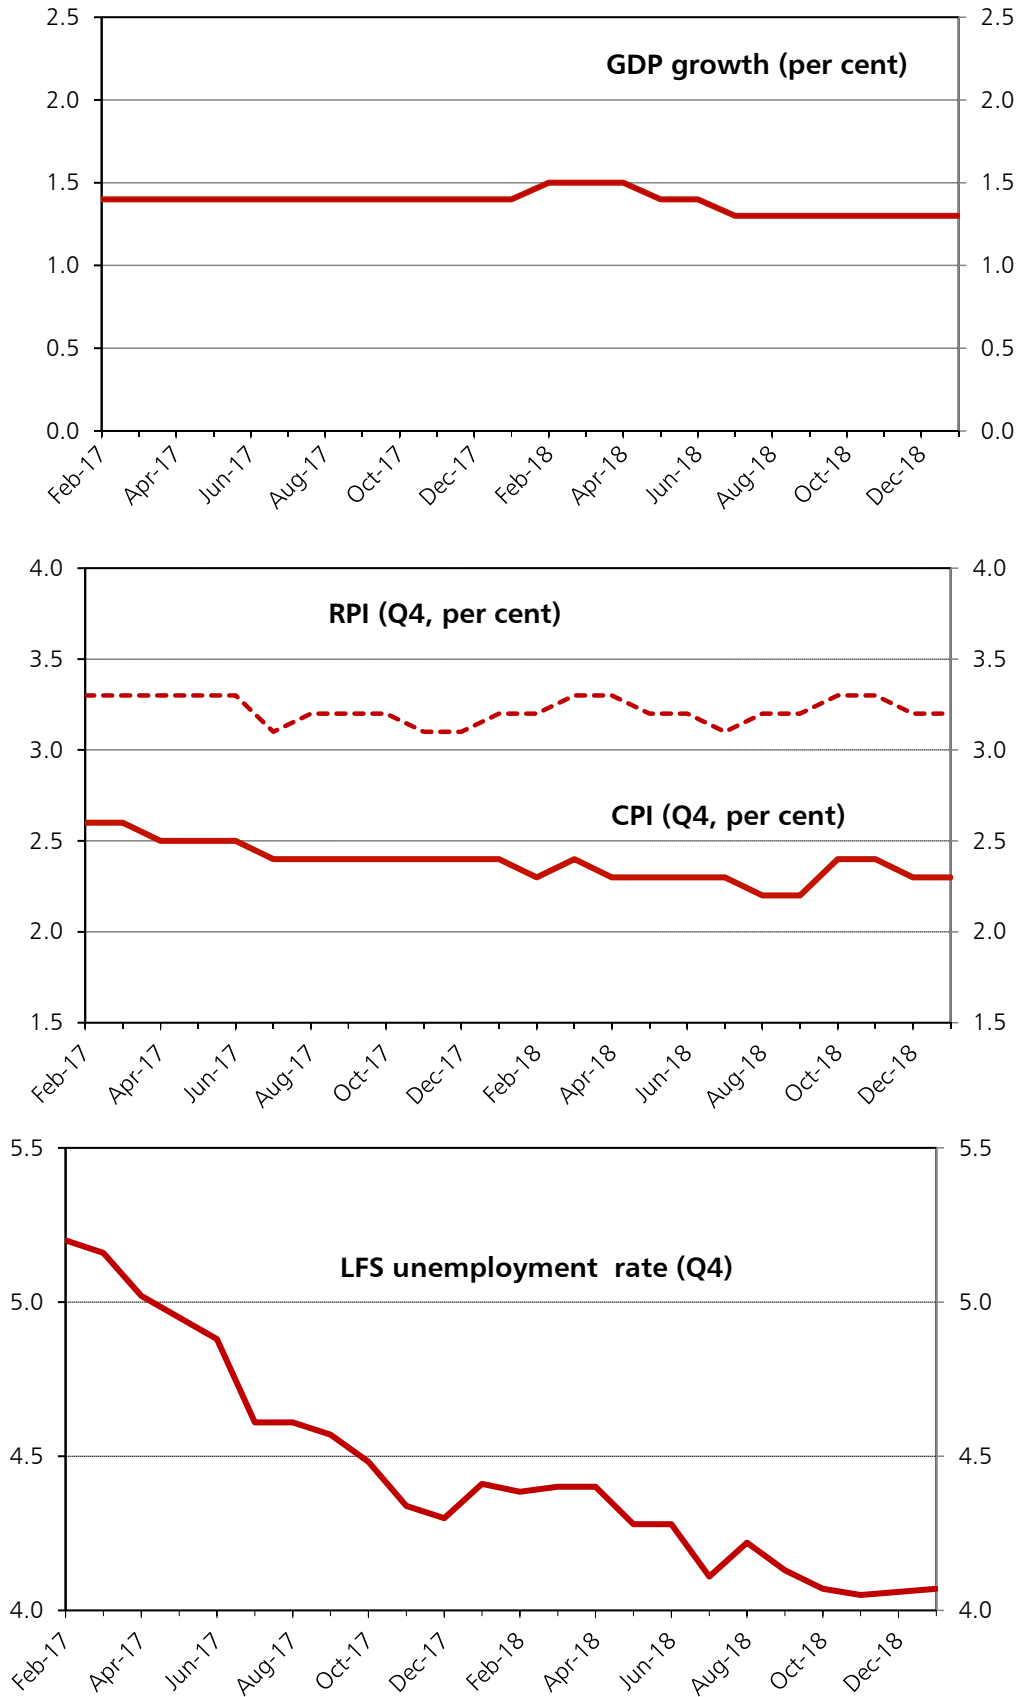 2.5 2.5
GDP growth (per cent)
2.0 2.0
1.5 1.5
1.0 1.0
0.5 0.5
0.0 0.0
Feb-17 Apr-17 Jun-17 Aug-17 Oct-17 Dec-17 Feb-18 Apr-18 Jun-18 Aug-18 Oct-18 Dec-18
4.0 4.0
RPI (Q4, per cent)
3.5 3.5
3.0 3.0
CPI (Q4, per cent)
2.5 2.5
2.0 2.0
1.5 1.5
Feb-17 Apr-17 Jun-17 Aug-17 Oct-17 Dec-17 Feb-18 Apr-18 Jun-18 Aug-18 Oct-18 Dec-18
5.5 5.5
LFS unemployment rate (Q4)
5.0 5.0
4.5 4.5
4.0 4.0
Feb-17 Apr-17 Jun-17 Aug-17 Oct-17 Dec-17 Feb-18 Apr-18 Jun-18 Aug-18 Oct-18 Dec-18